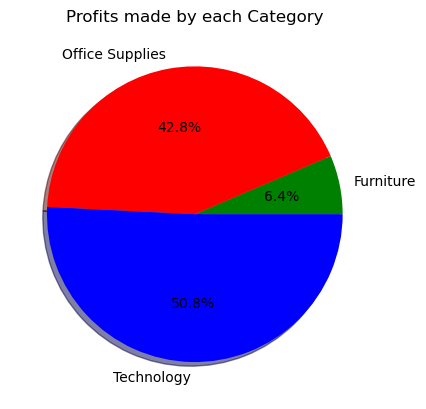 Profits made by each Category
Office Supplies
42.8%
Furniture
6.4%
50.8%
Technology